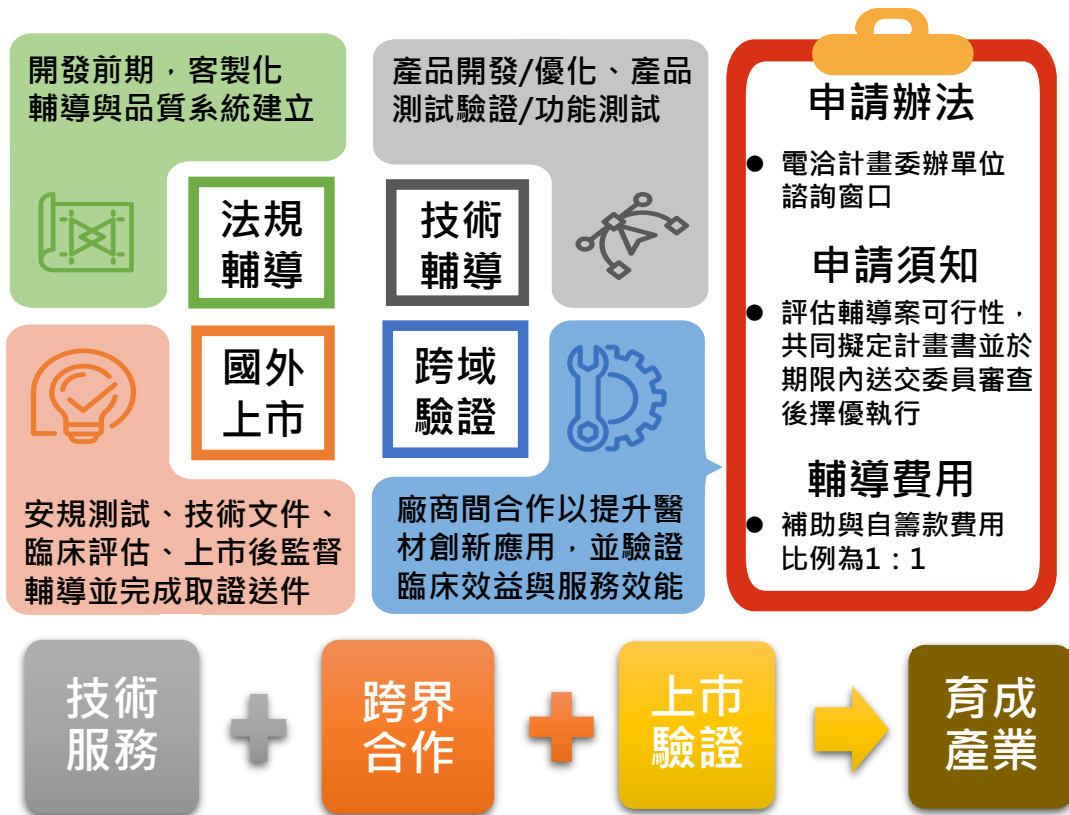 開發前期，客製化
輔導與品質系統建立
法規
輔導
產品開發/優化、產品
測試驗證/功能測試
技術
輔導
國外
上市
安規測試、技術文件、
臨床評估、上市後監督
輔導並完成取證送件
跨域
驗證
廠商間合作以提升醫
材創新應用，並驗證
臨床效益與服務效能
申請辦法
● 電洽計畫委辦單位
諮詢窗口
申請須知
● 評估輔導案可行性，
共同擬定計畫書並於
期限內送交委員審查
後擇優執行
輔導費用
● 補助與自籌款費用
比例為1：1
技術
服務
跨界
合作
上市
驗證
育成
產業